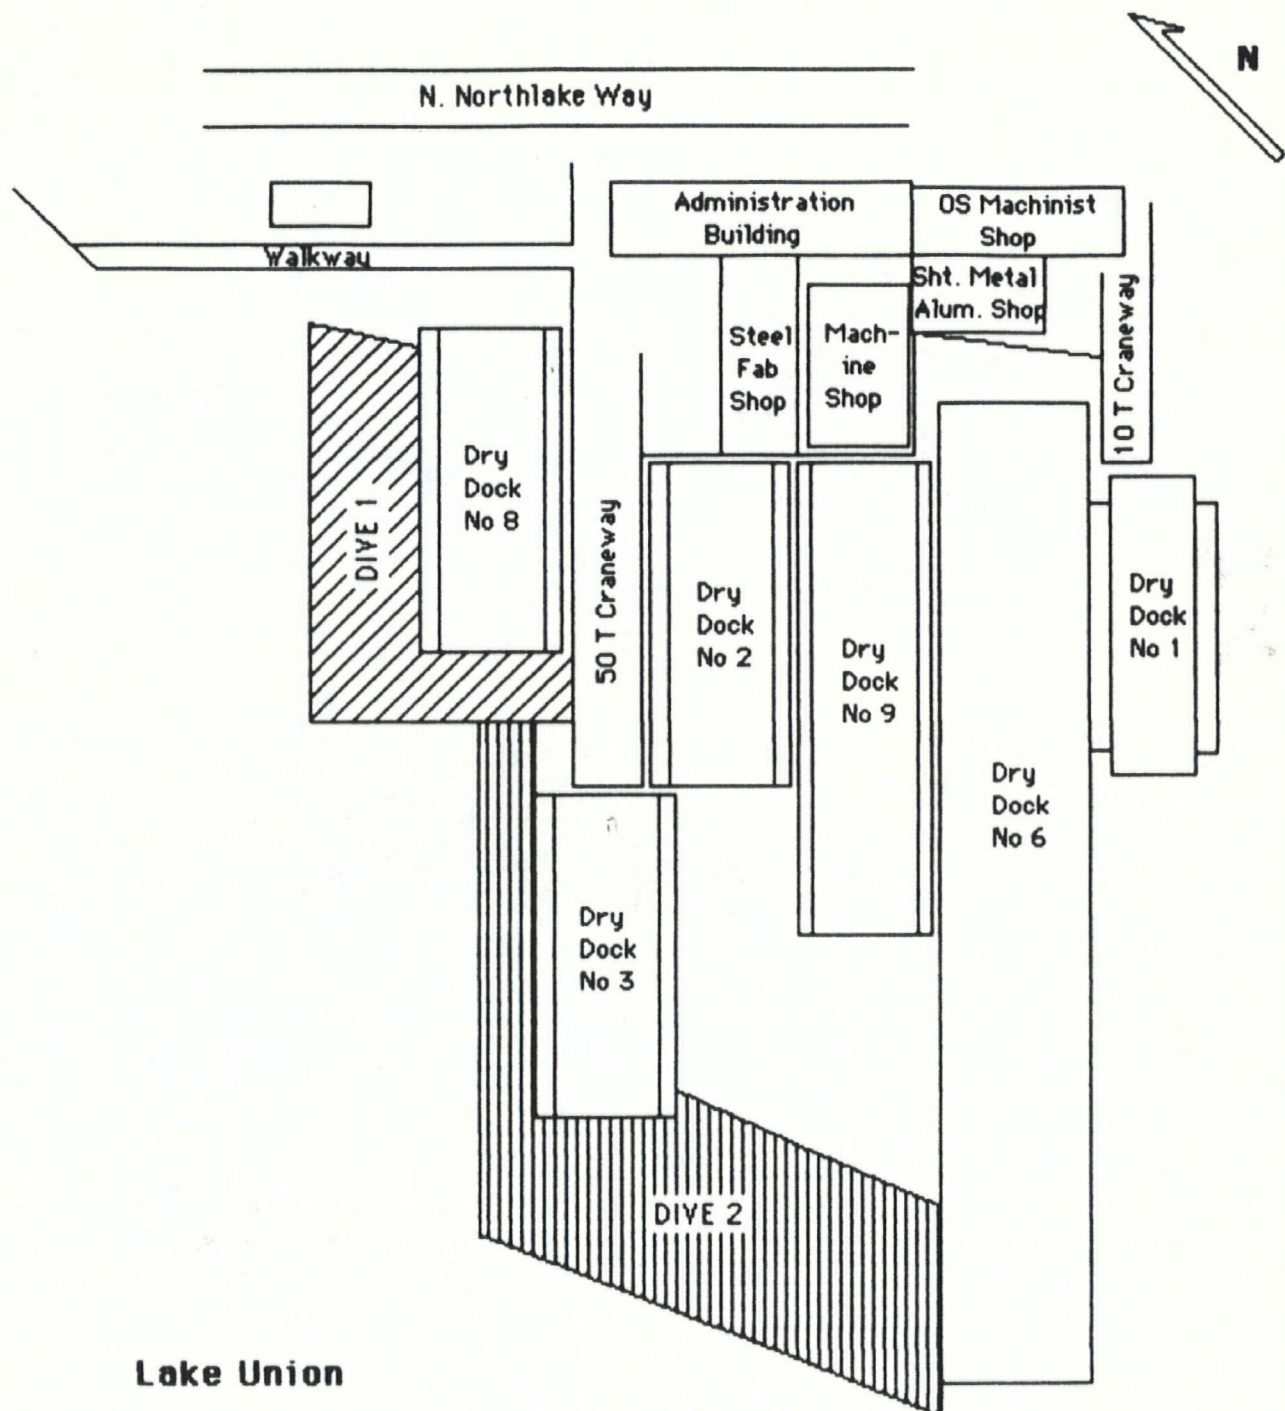 N
N. Northlake Way
Administration
Building
OS Machinist
Shop
Walkway
Sht. Metal
Alum. Shop
10 T Craneway
Steel
Fab
Shop
Mach-
ine
Shop
Dry
Dock
No 8
DIVE 1
50 T Craneway
Dry
Dock
No 2
Dry
Dock
No 9
Dry
Dock
No 1
Dry
Dock
No 6
Dry
Dock
No 3
DIVE 2
Lake Union